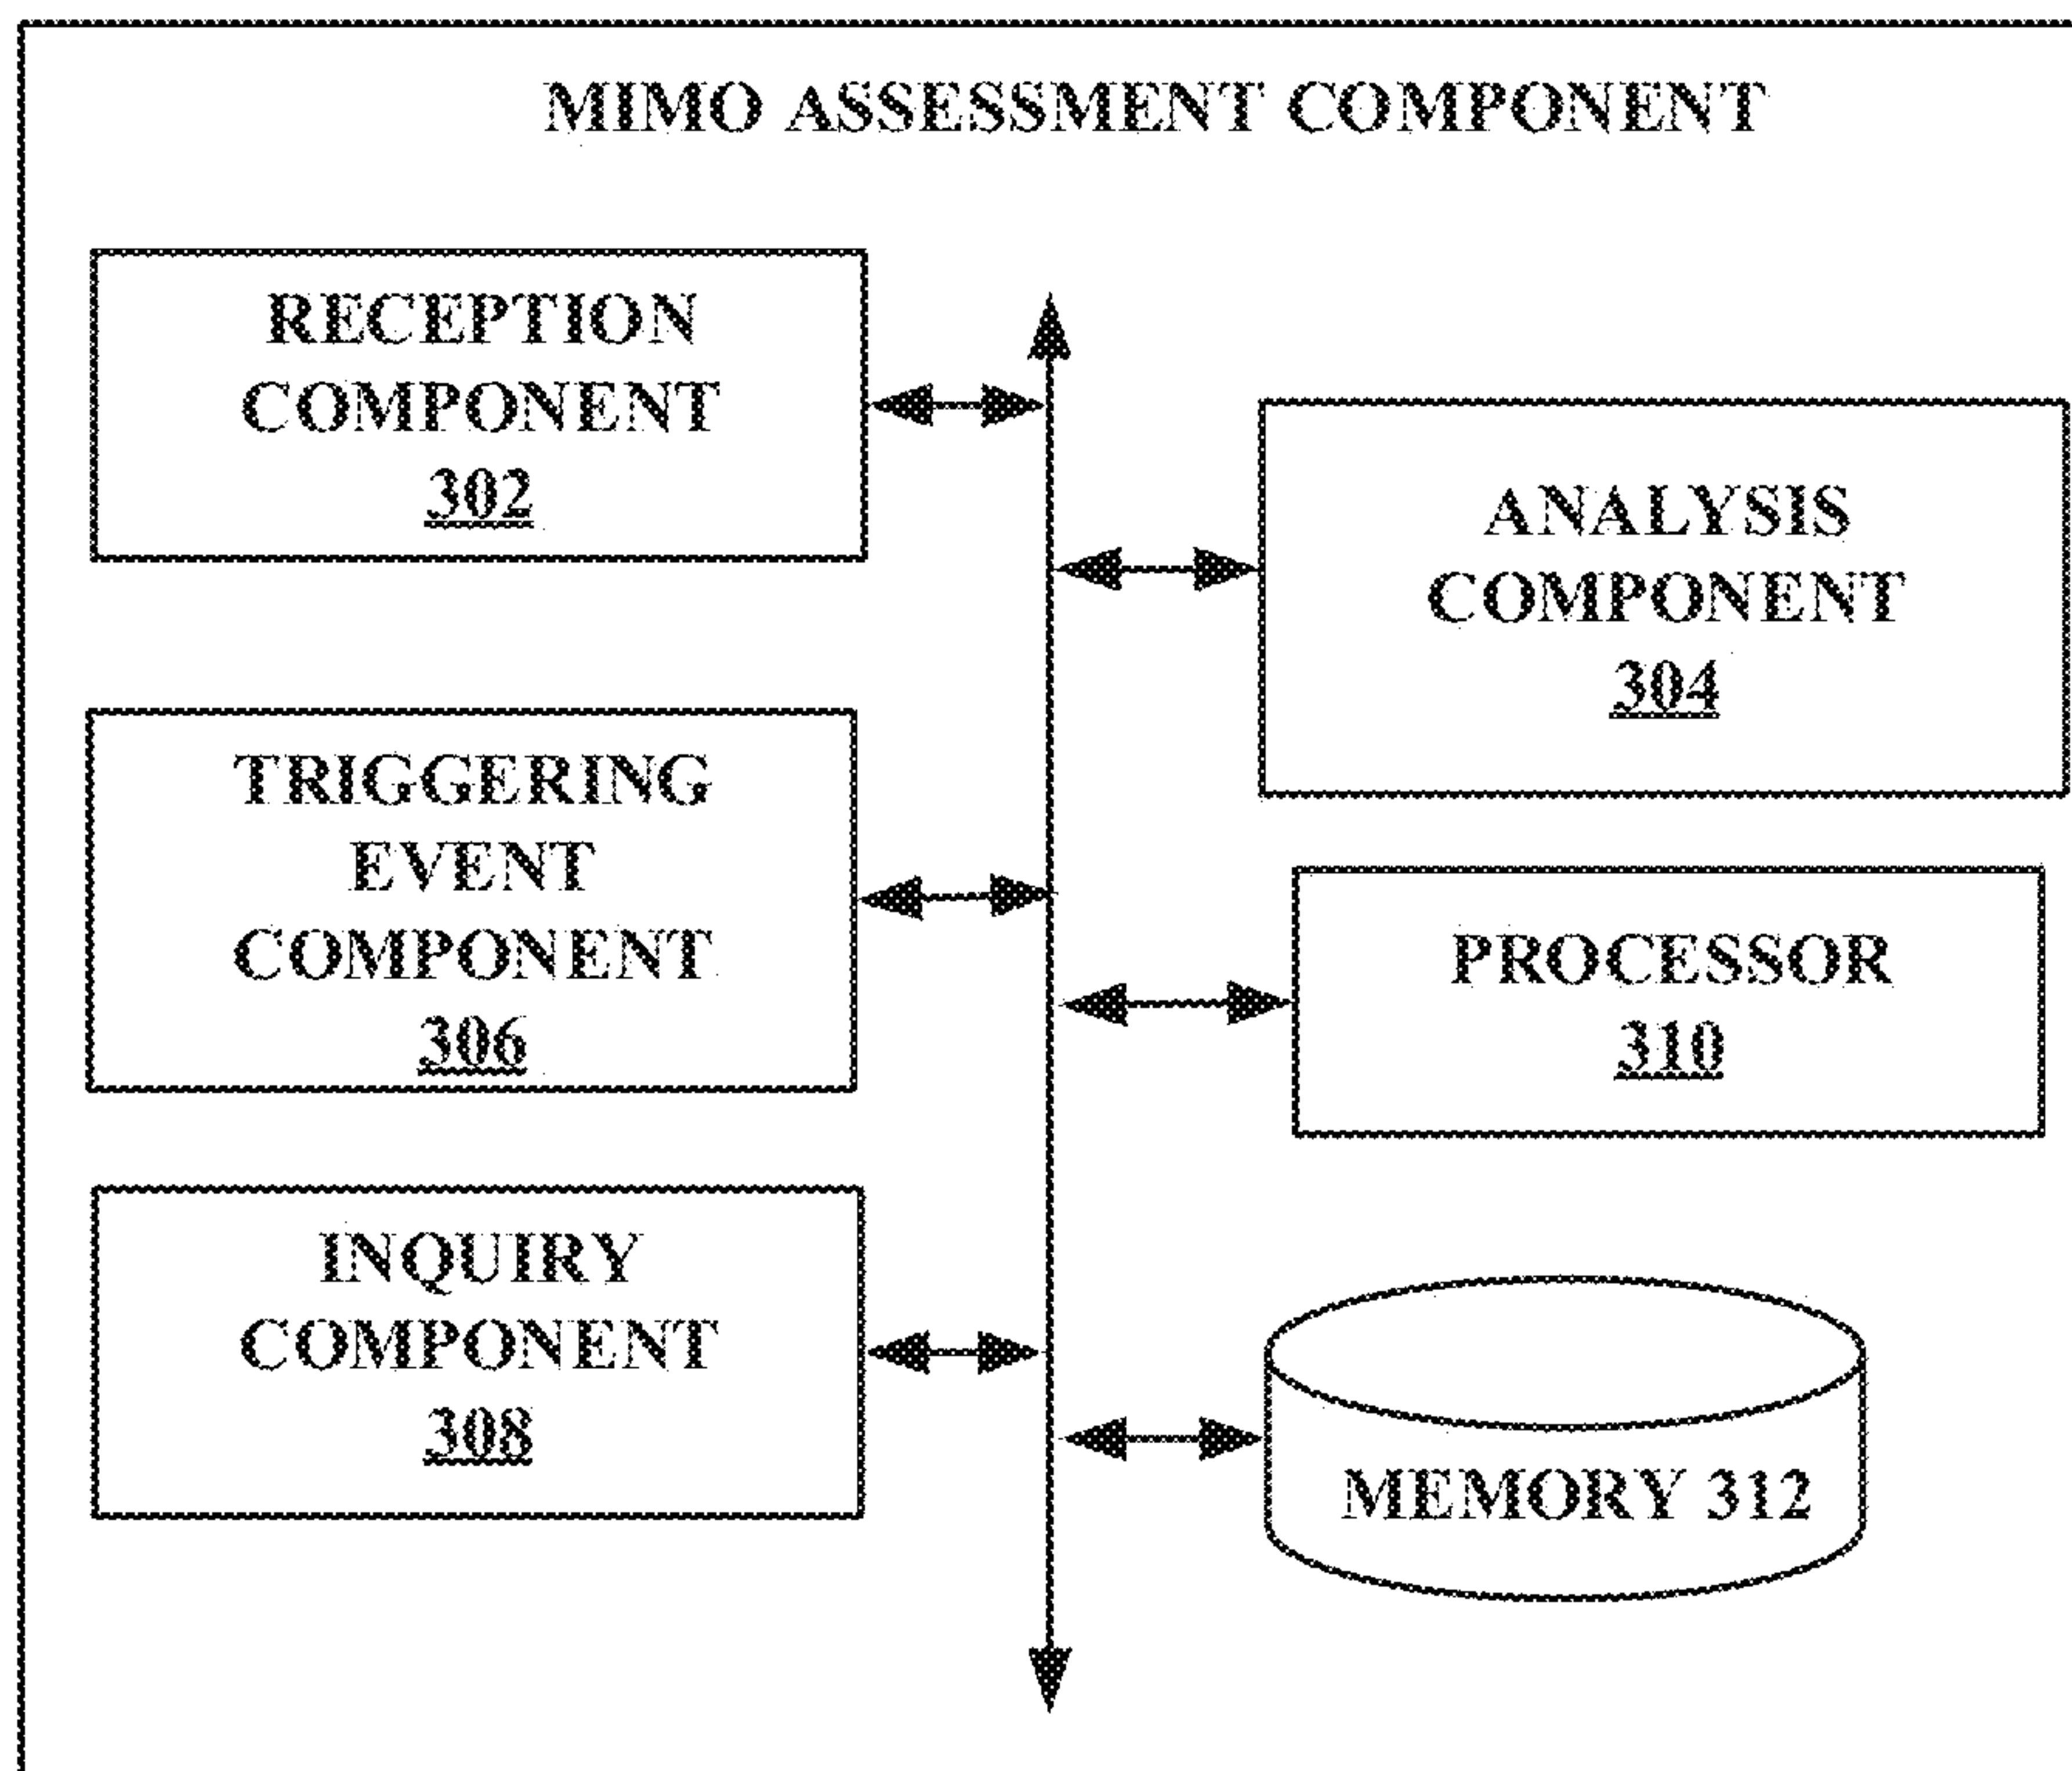 MIMO ASSESSMENT COMPONENT
RECEPTION
COMPONENT
302
ANALYSIS
COMPONENT
304
TRIGGERING
EVENT
COMPONENT
306
PROCESSOR
310
INQUIRY
COMPONENT
308
MEMORY 312